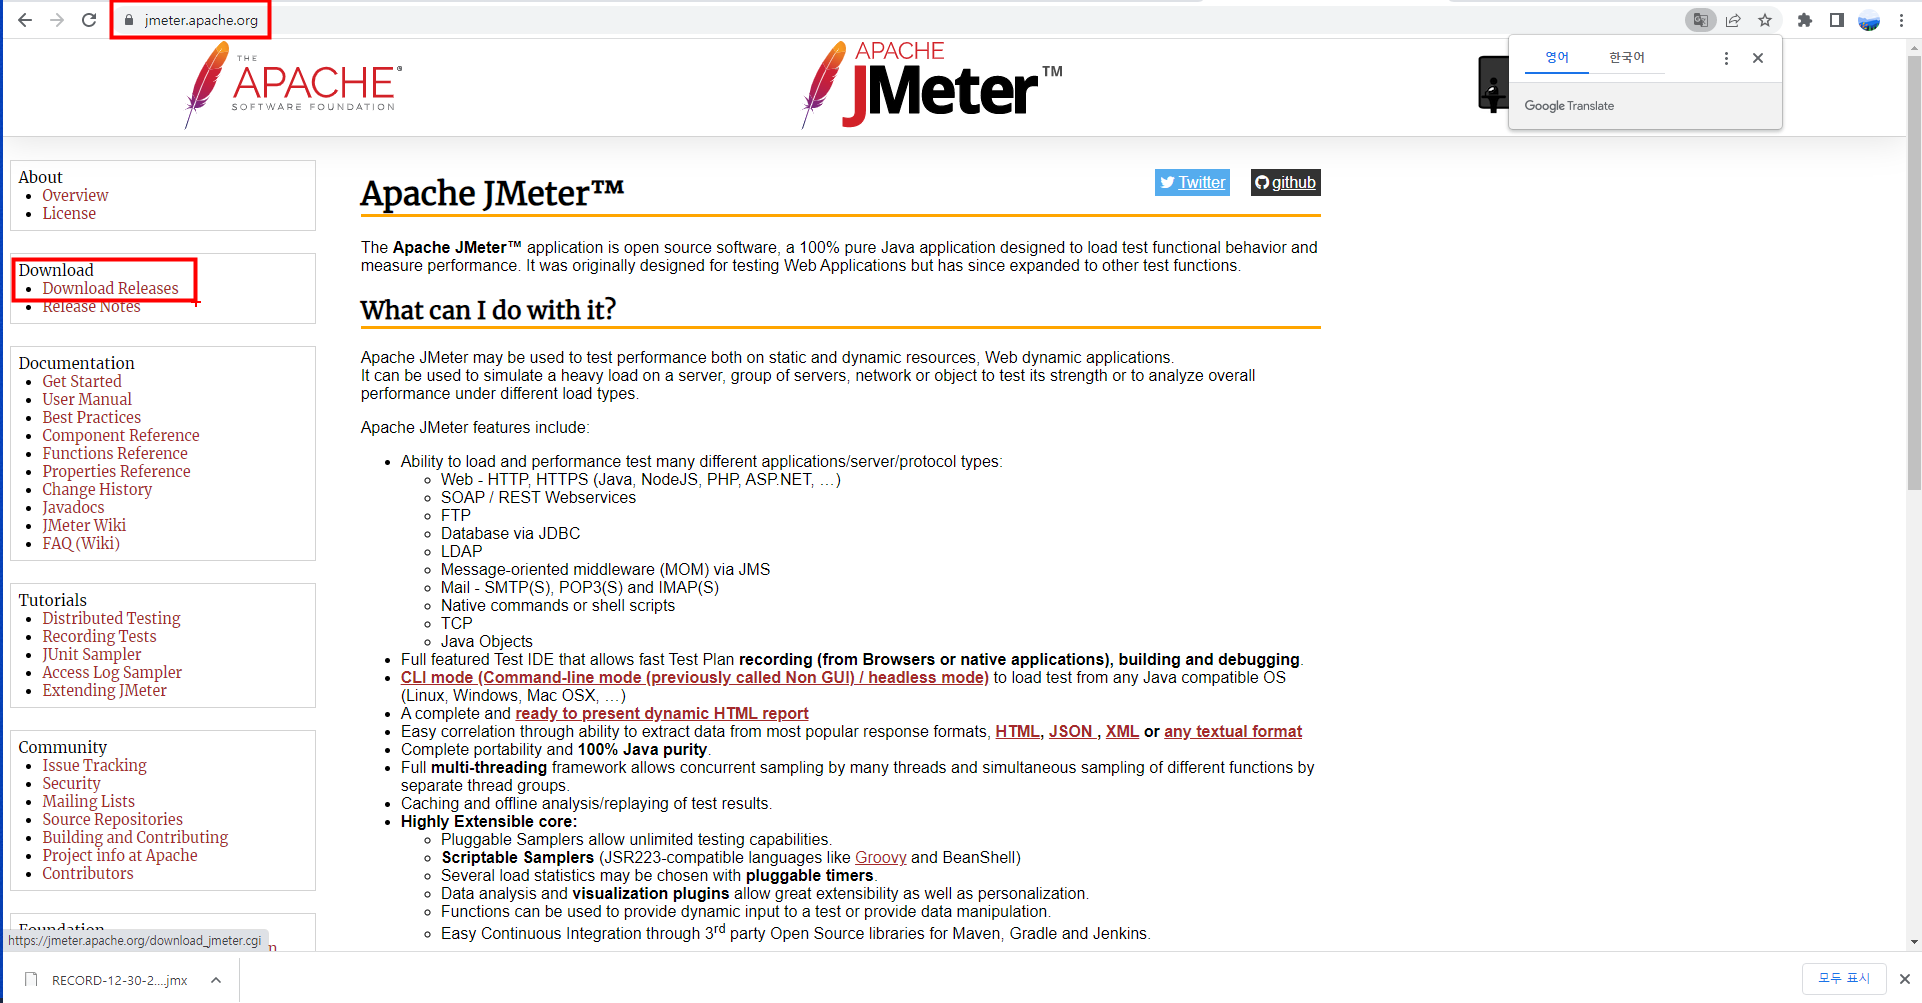 jmeter.apache.org
영어
한국어
Google Translate
THE
APACHE®
SOFTWARE FOUNDATION
APACHE
JMeter™
About
Overview
License
Download
Download Releases
Release Notes
Documentation
Get Started
User Manual
Best Practices
Component Reference
Functions Reference
Properties Reference
Change History
Javadocs
JMeter Wiki
FAQ (Wiki)
Tutorials
Distributed Testing
Recording Tests
JUnit Sampler
Access Log Sampler
Extending JMeter
Community
Issue Tracking
Security
Mailing Lists
Source Repositories
Building and Contributing
Project info at Apache
Contributors
Foundation
https://jmeter.apache.org/download_jmeter.cgi
Apache JMeter™
Twitter
github
The Apache JMeter™ application is open source software, a 100% pure Java application designed to load test functional behavior and
measure performance. It was originally designed for testing Web Applications but has since expanded to other test functions.
What can I do with it?
Apache JMeter may be used to test performance both on static and dynamic resources, Web dynamic applications.
It can be used to simulate a heavy load on a server, group of servers, network or object to test its strength or to analyze overall
performance under different load types.
Apache JMeter features include:
Ability to load and performance test many different applications/server/protocol types:
Web - HTTP, HTTPS (Java, NodeJS, PHP, ASP.NET, …)
SOAP / REST Webservices
FTP
Database via JDBC
LDAP
Message-oriented middleware (MOM) via JMS
Mail - SMTP(S), POP3(S) and IMAP(S)
Native commands or shell scripts
TCP
Java Objects
Full featured Test IDE that allows fast Test Plan recording (from Browsers or native applications), building and debugging.
CLI mode (Command-line mode (previously called Non GUI) / headless mode) to load test from any Java compatible OS
(Linux, Windows, Mac OSX, …)
A complete and ready to present dynamic HTML report
Easy correlation through ability to extract data from most popular response formats, HTML, JSON , XML or any textual format
Complete portability and 100% Java purity.
Full multi-threading framework allows concurrent sampling by many threads and simultaneous sampling of different functions by
separate thread groups.
Caching and offline analysis/replaying of test results.
Highly Extensible core:
Pluggable Samplers allow unlimited testing capabilities.
Scriptable Samplers (JSR223-compatible languages like Groovy and BeanShell)
Several load statistics may be chosen with pluggable timers.
Data analysis and visualization plugins allow great extensibility as well as personalization.
Functions can be used to provide dynamic input to a test or provide data manipulation.
Easy Continuous Integration through 3rd party Open Source libraries for Maven, Gradle and Jenkins.
RECORD-12-30-2....jmx
모두 표시